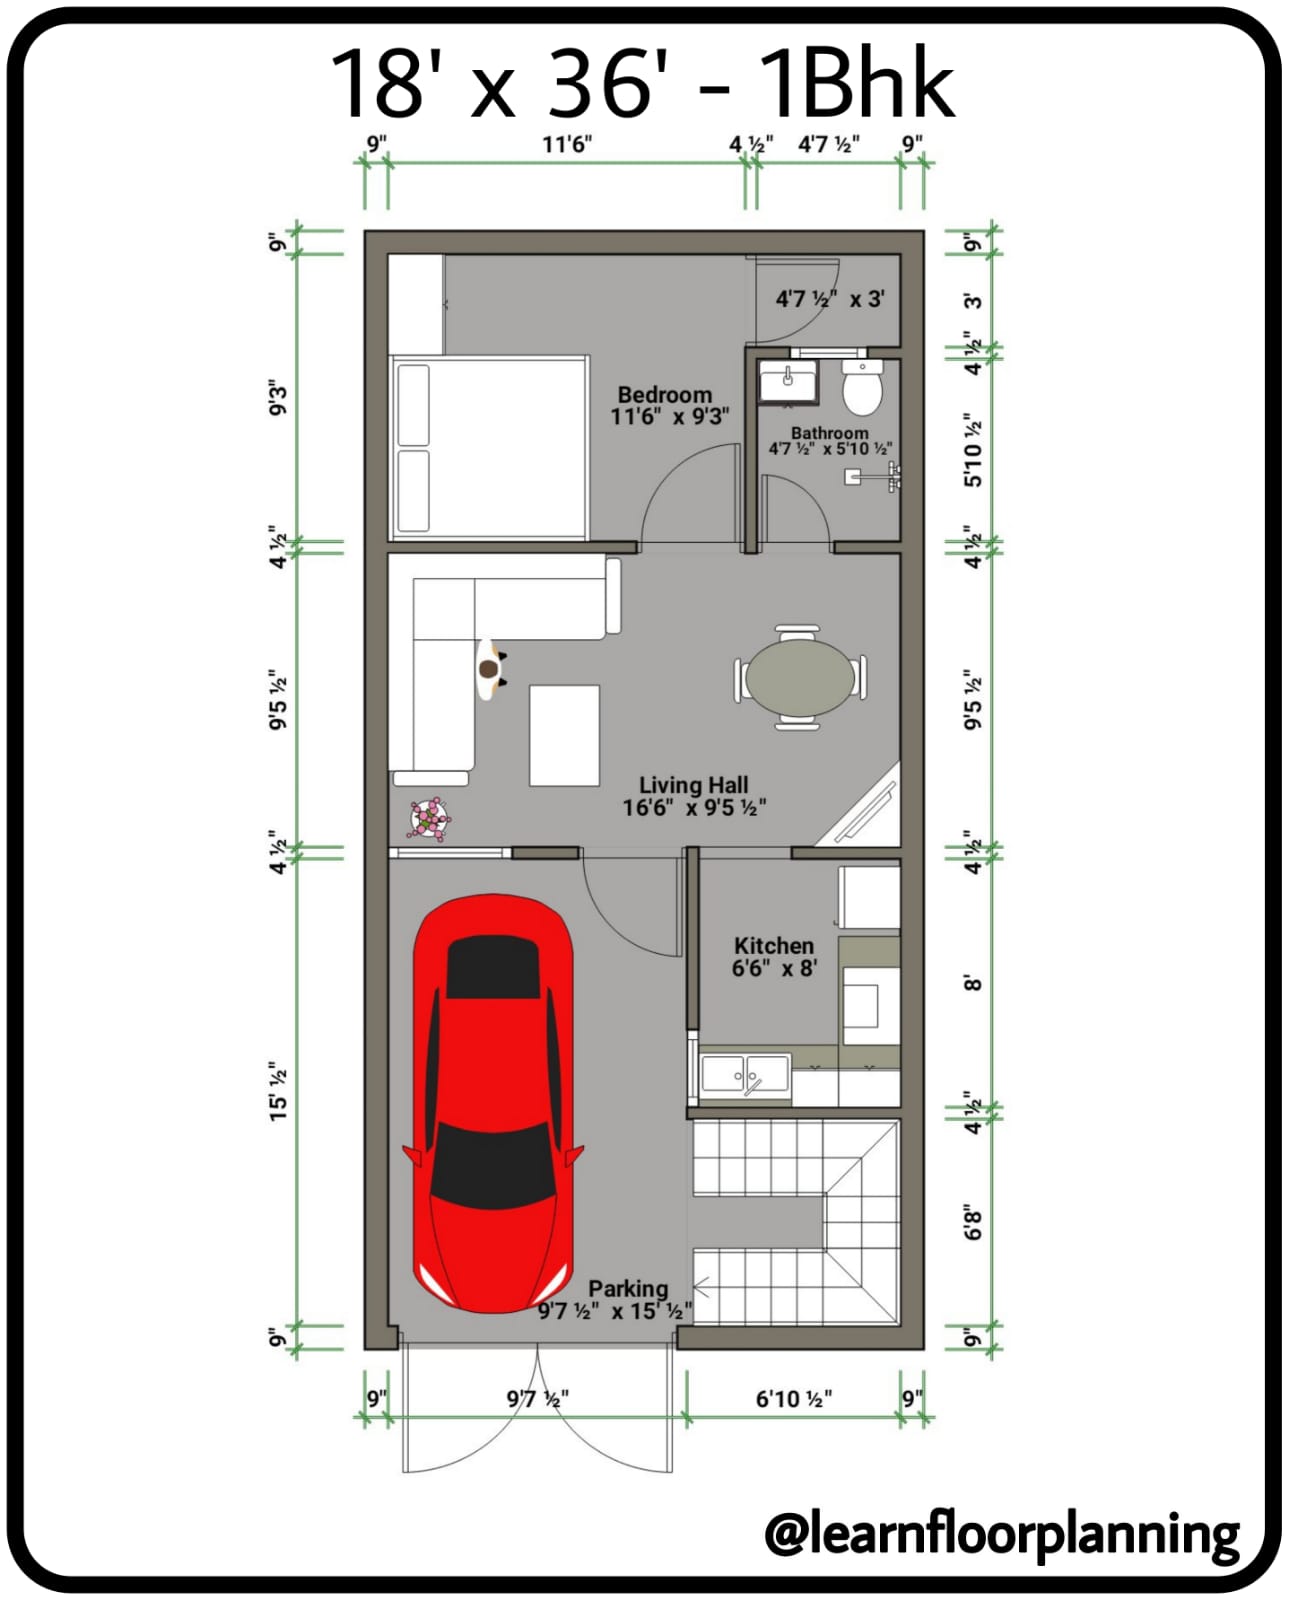 18' x 36' - 1Bhk
9" 11'6" 4 ½" 4'7 ½" 9"
9"
9'3"
4 ½"
9'5 ½"
4 ½"
15' ½"
9"
9"
3'
4 ½"
5'10 ½"
4 ½"
9'5 ½"
4 ½"
8'
4 ½"
6'8"
9"
4'7 ½" x 3'
Bedroom
11'6" x 9'3"
Bathroom
4'7 ½" x 5'10 ½"
Living Hall
16'6" x 9'5 ½"
Kitchen
6'6" x 8'
Parking
9'7 ½" x 15' ½"
9" 9'7 ½" 6'10 ½" 9"
@learnfloorplanning